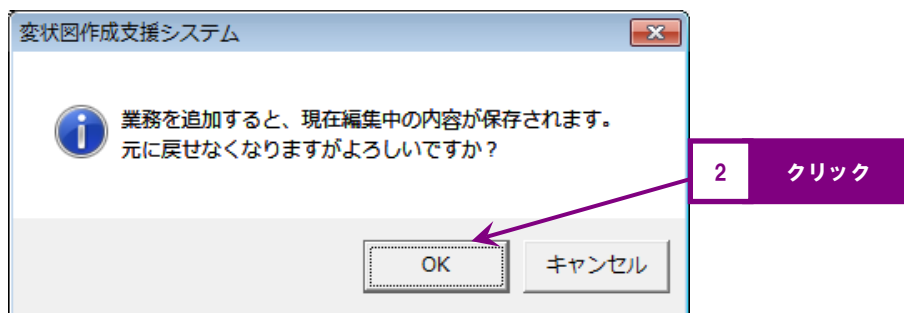 変状図作成支援システム
業務を追加すると、現在編集中の内容が保存されます。
元に戻せなくなりますがよろしいですか？
2 クリック
OK キャンセル